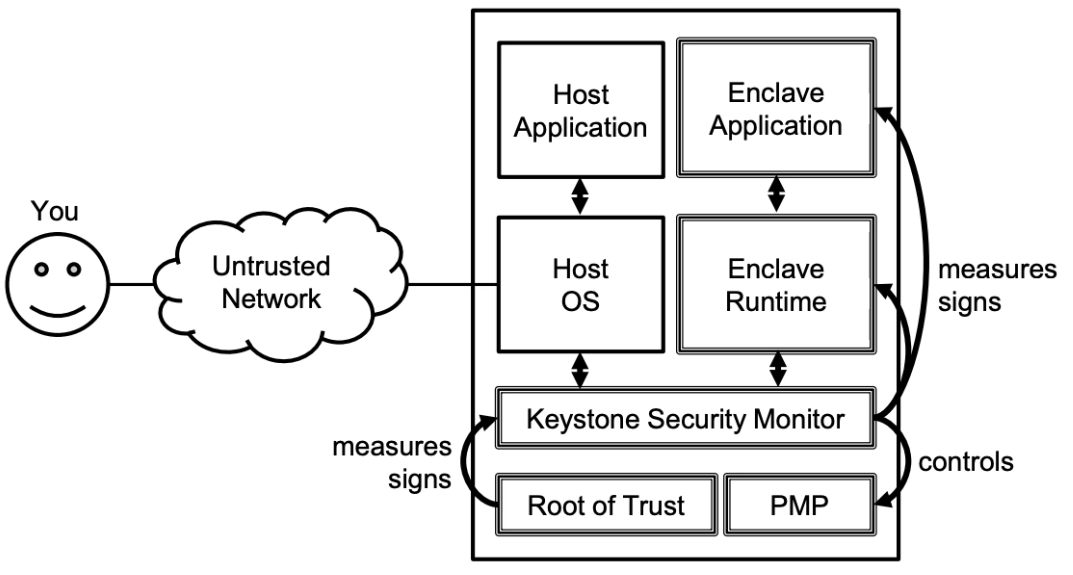 You
Untrusted
Network
Host
Application
Enclave
Application
Host
OS
Enclave
Runtime
measures
signs
Keystone Security Monitor
measures
signs
controls
Root of Trust
PMP